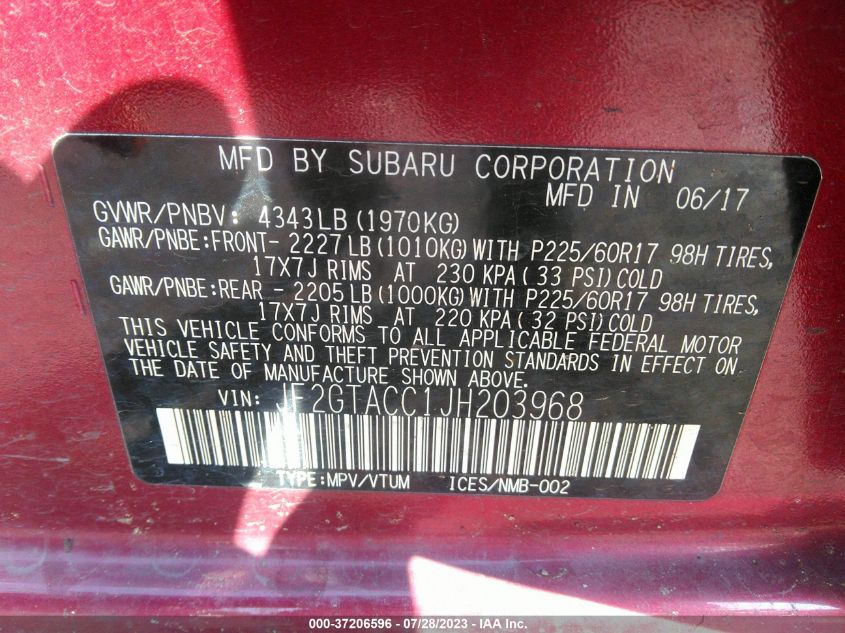 MFD BY SUBARU CORPORATION
MFD IN 06/17
GVWR/PNBV: 4343LB (1970KG)
GAWR/PNBE:FRONT- 2227 LB (1010KG) WITH P225/60R17 98H TIRES,
17X7J RIMS AT 230 KPA ( 33 PSI) COLD
GAWR/PNBE:REAR - 2205 LB (1000KG) WITH P225/60R17 98H TIRES,
17X7J RIMS AT 220 KPA ( 32 PSI) COLD
THIS VEHICLE CONFORMS TO ALL APPLICABLE FEDERAL MOTOR
VEHICLE SAFETY AND THEFT PREVENTION STANDARDS IN EFFECT ON
THE DATE OF MANUFACTURE SHOWN ABOVE.
VIN: JF2GTACC1JH203968
TYPE:MPV/VTUM ICES/NMB-002
000-37206596 - 07/28/2023 - IAA Inc.